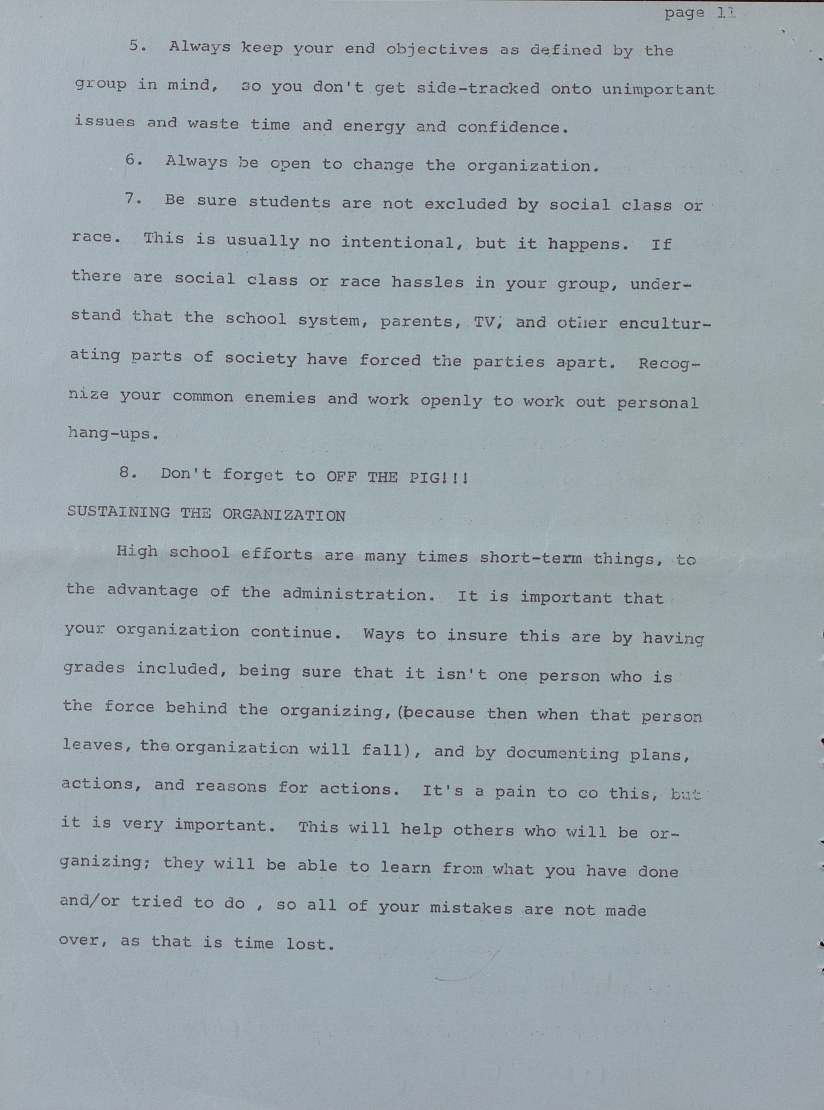 page 11
5. Always keep your end objectives as defined by the
group in mind, so you don't get side-tracked onto unimportant
issues and waste time and energy and confidence.
6. Always be open to change the organization.
7. Be sure students are not excluded by social class or
race. This is usually no intentional, but it happens. If
there are social class or race hassles in your group, under-
stand that the school system, parents, TV, and other encultur-
ating parts of society have forced the parties apart. Recog-
nize your common enemies and work openly to work out personal
hang-ups.
8. Don't forget to OFF THE PIG!!!
SUSTAINING THE ORGANIZATION
High school efforts are many times short-term things, to
the advantage of the administration. It is important that
your organization continue. Ways to insure this are by having
grades included, being sure that it isn't one person who is
the force behind the organizing, (because then when that person
leaves, the organization will fall), and by documenting plans,
actions, and reasons for actions. It's a pain to co this, but
it is very important. This will help others who will be or-
ganizing; they will be able to learn from what you have done
and/or tried to do , so all of your mistakes are not made
over, as that is time lost.